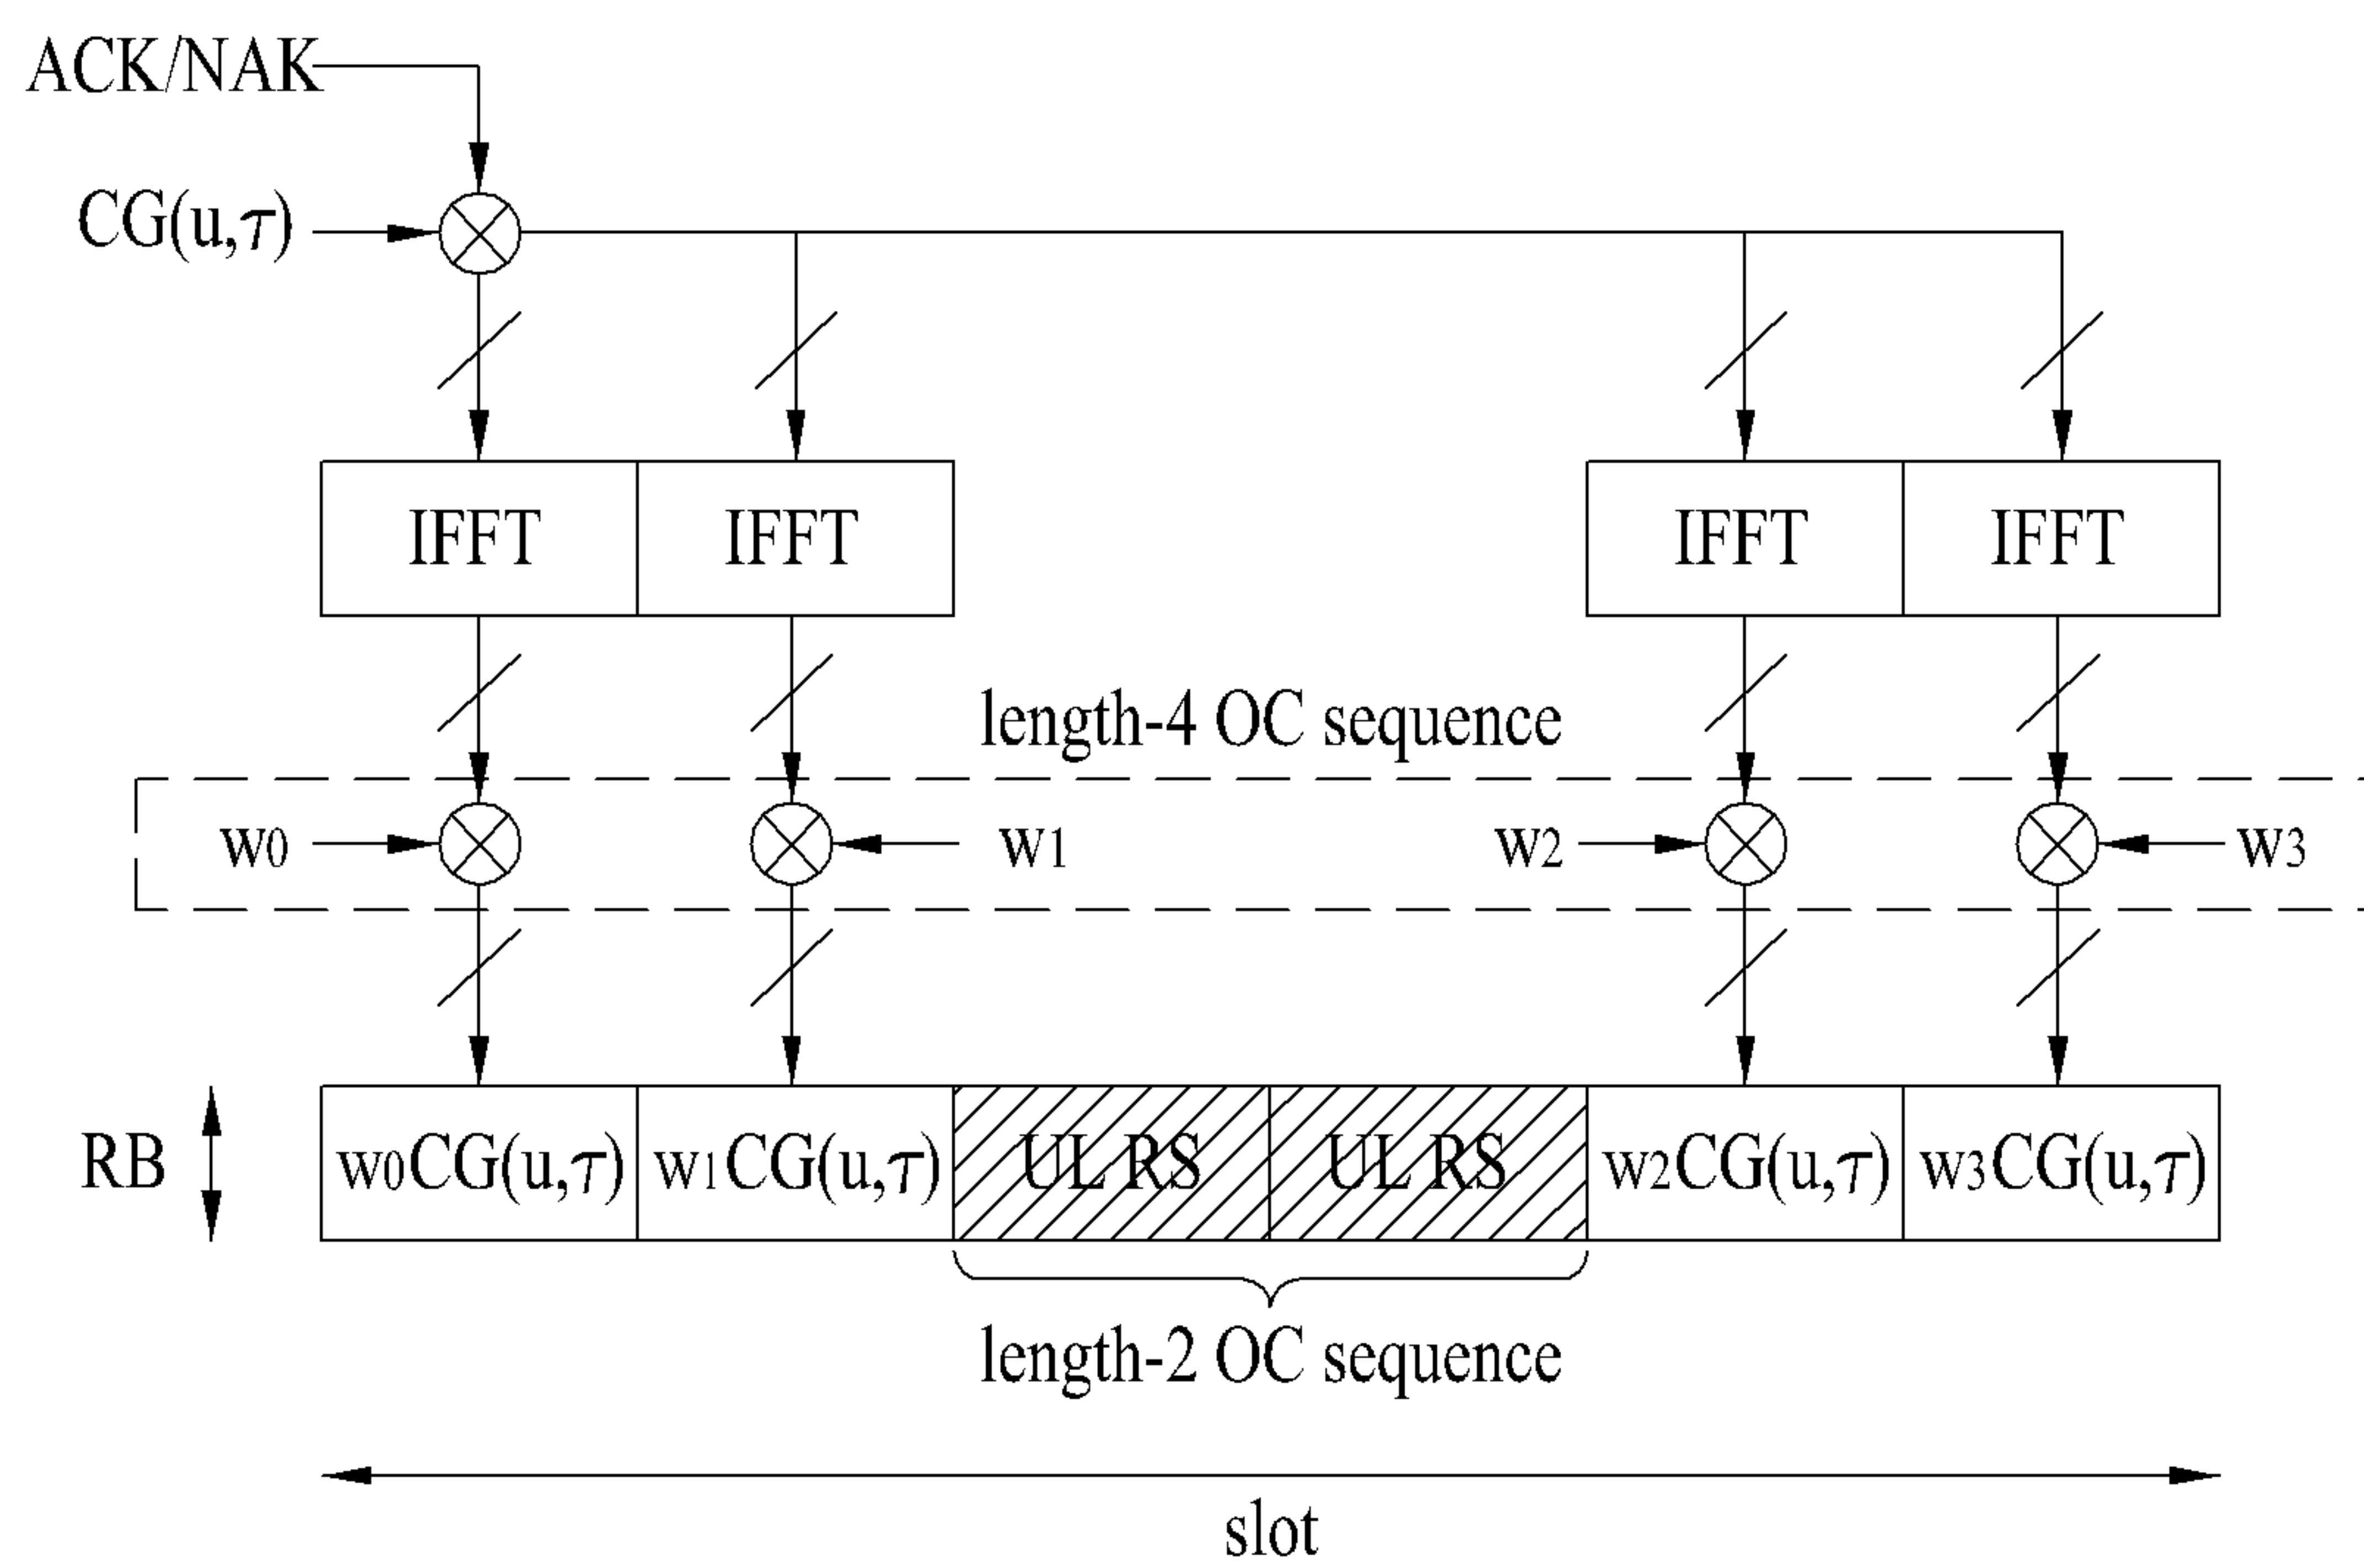 ACK/NAK
CG(u,τ)
IFFT IFFT IFFT IFFT
length-4 OC sequence
w0 w1 w2 w3
RB w0CG(u,τ) w1CG(u,τ) UL RS UL RS w2CG(u,τ) w3CG(u,τ)
length-2 OC sequence
slot